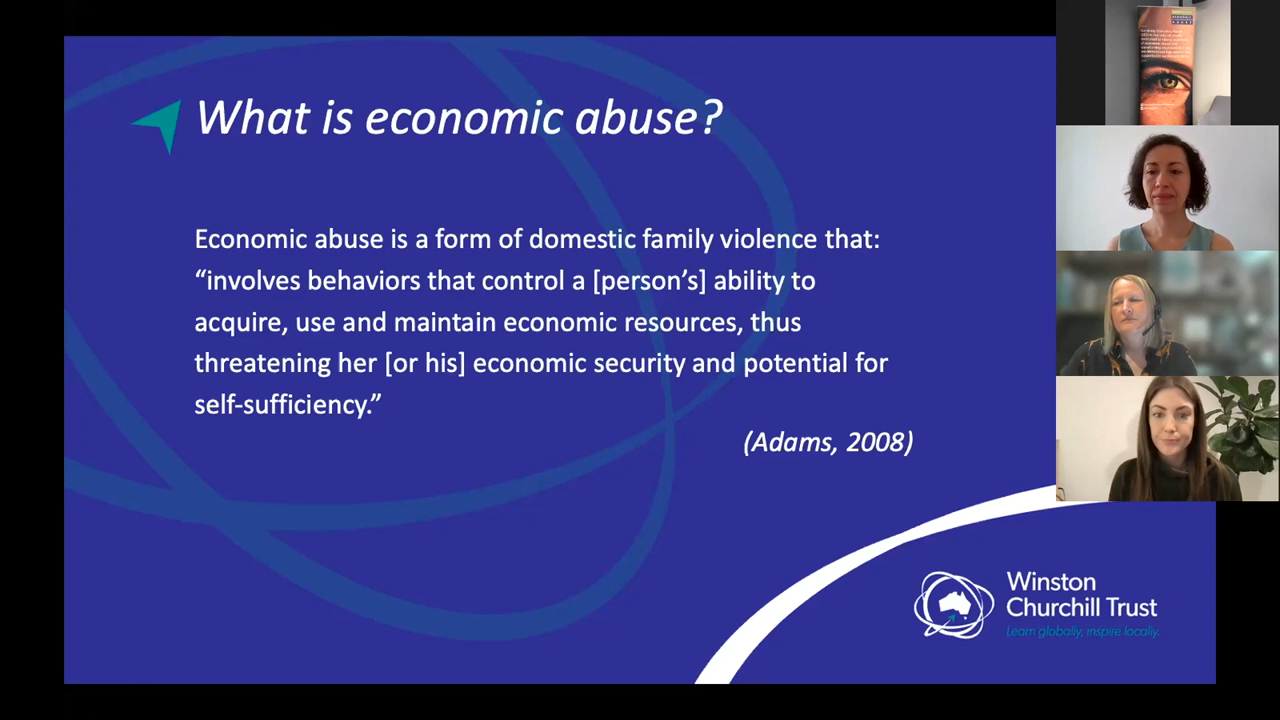 What is economic abuse?
Economic abuse is a form of domestic family violence that:
“involves behaviors that control a [person’s] ability to
acquire, use and maintain economic resources, thus
threatening her [or his] economic security and potential for
self-sufficiency.”
(Adams, 2008)
Winston
Churchill Trust
Learn globally, inspire locally.